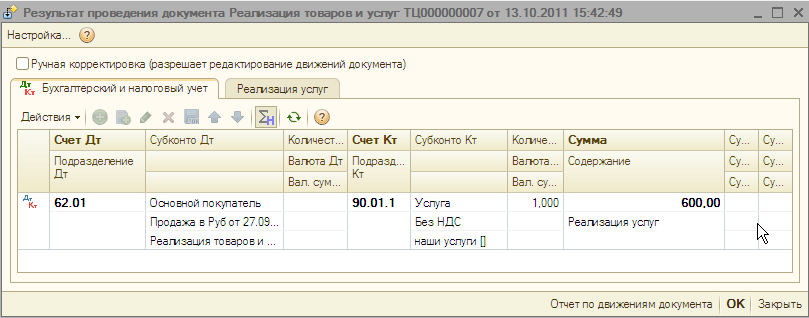 Результат проведения документа Реализация товаров и услуг ТЦ000000007 от 13.10.2011 15:42:49
Настройка... ?
Ручная корректировка (разрешает редактирование движений документа)
Дт Кт Бухгалтерский и налоговый учет Реализация услуг
Действия
Счет Дт Субконто Дт Количест... Счет Кт Субконто Кт Количе... Сумма Су... Су...
Подразделение Дт Валюта Дт Подразд... Кт Валюта... Содержание Су... Су...
Вал. сум... Вал. су... Су... Су...
Дт Кт 62.01 Основной покупатель 90.01.1 Услуга 1,000 600,00
Продажа в Руб от 27.09... Без НДС Реализация услуг
Реализация товаров и ... наши услуги []
Отчет по движениям документа OK Закрыть